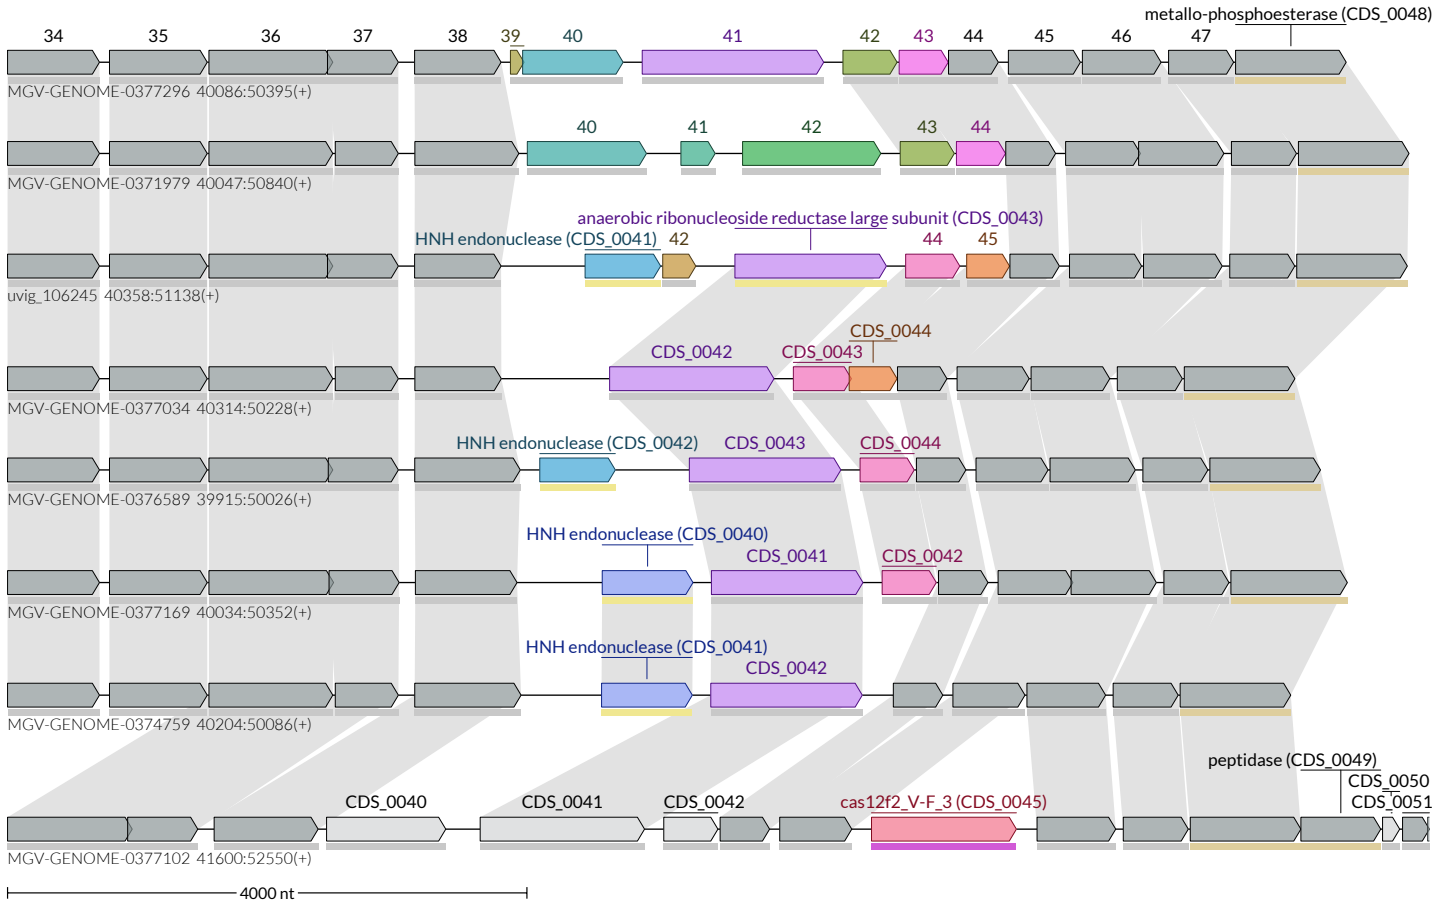 metallo-phosphoesterase (CDS_0048)
34 35 36 37 38 39 40 41 42 43 44 45 46 47
MGV-GENOME-0377296 40086:50395(+)
40 41 42 43 44
MGV-GENOME-0371979 40047:50840(+)
anaerobic ribonucleoside reductase large subunit (CDS_0043)
HNH endonuclease (CDS_0041) 42 44 45
uvig_106245 40358:51138(+)
CDS_0044
CDS_0042 CDS_0043
MGV-GENOME-0377034 40314:50228(+)
HNH endonuclease (CDS_0042) CDS_0043 CDS_0044
MGV-GENOME-0376589 39915:50026(+)
HNH endonuclease (CDS_0040)
CDS_0041 CDS_0042
MGV-GENOME-0377169 40034:50352(+)
HNH endonuclease (CDS_0041)
CDS_0042
MGV-GENOME-0374759 40204:50086(+)
peptidase (CDS_0049)
CDS_0050
CDS_0040 CDS_0041 CDS_0042 cas12f2_V-F_3 (CDS_0045) CDS_0051
MGV-GENOME-0377102 41600:52550(+)
4000 nt